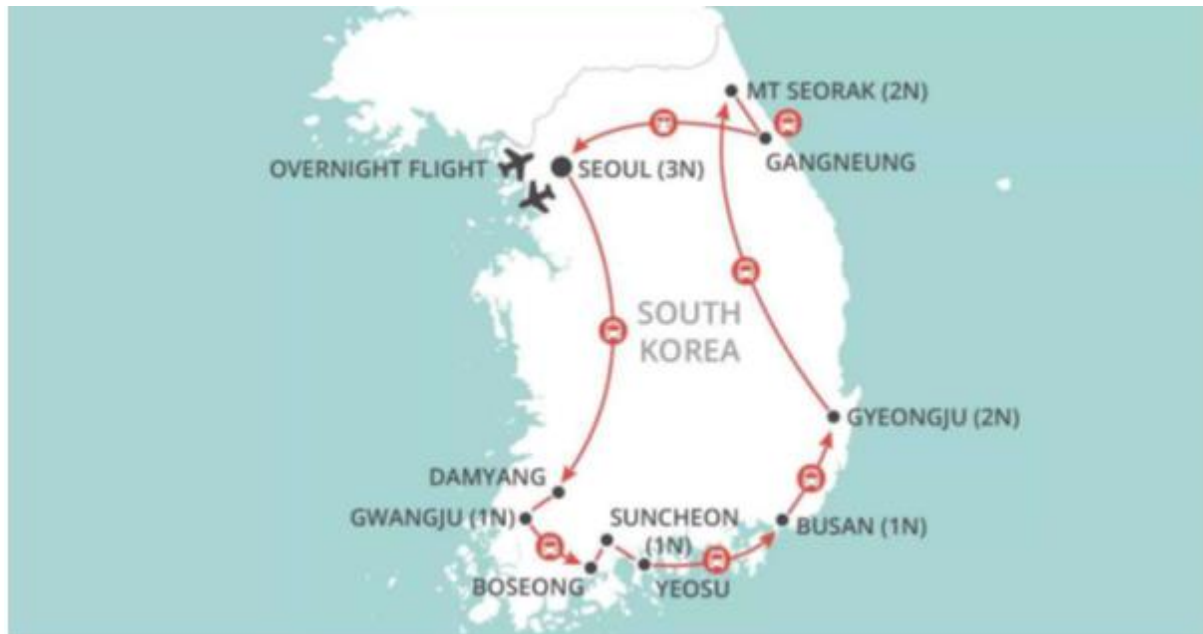 MT SEORAK (2N)
GANGNEUNG
OVERNIGHT FLIGHT
SEOUL (3N)
SOUTH
KOREA
GYEONGJU (2N)
DAMYANG
GWANGJU (1N)
SUNCHEON
(1N)
BUSAN (1N)
BOSEONG
YEOSU